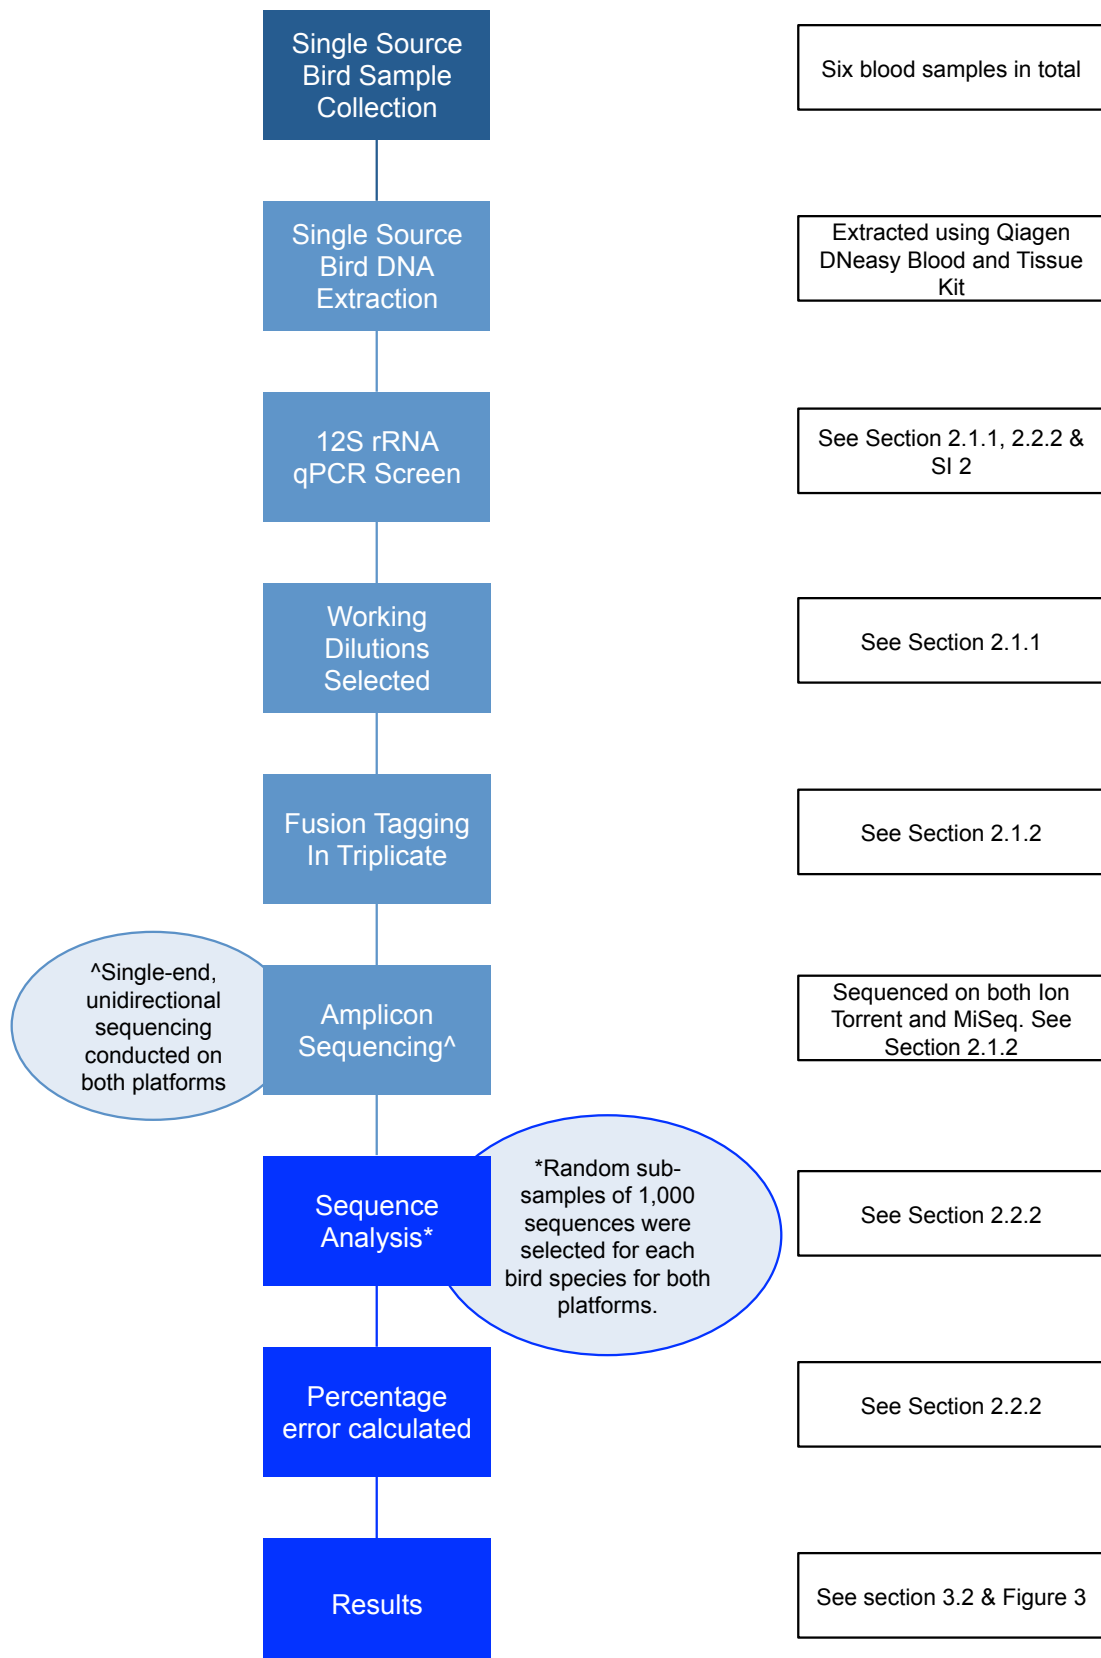 Single Source
Bird Sample
Collection
Six blood samples in total
Single Source
Bird DNA
Extraction
Extracted using Qiagen
DNeasy Blood and Tissue
Kit
12S rRNA
qPCR Screen
See Section 2.1.1, 2.2.2 &
SI 2
Working
Dilutions
Selected
See Section 2.1.1
Fusion Tagging
In Triplicate
See Section 2.1.2
^Single-end,
unidirectional
sequencing
conducted on
both platforms
Amplicon
Sequencing^
Sequenced on both Ion
Torrent and MiSeq. See
Section 2.1.2
Sequence
Analysis*
*Random sub-
samples of 1,000
sequences were
selected for each
bird species for both
platforms.
See Section 2.2.2
Percentage
error calculated
See Section 2.2.2
Results
See section 3.2 & Figure 3